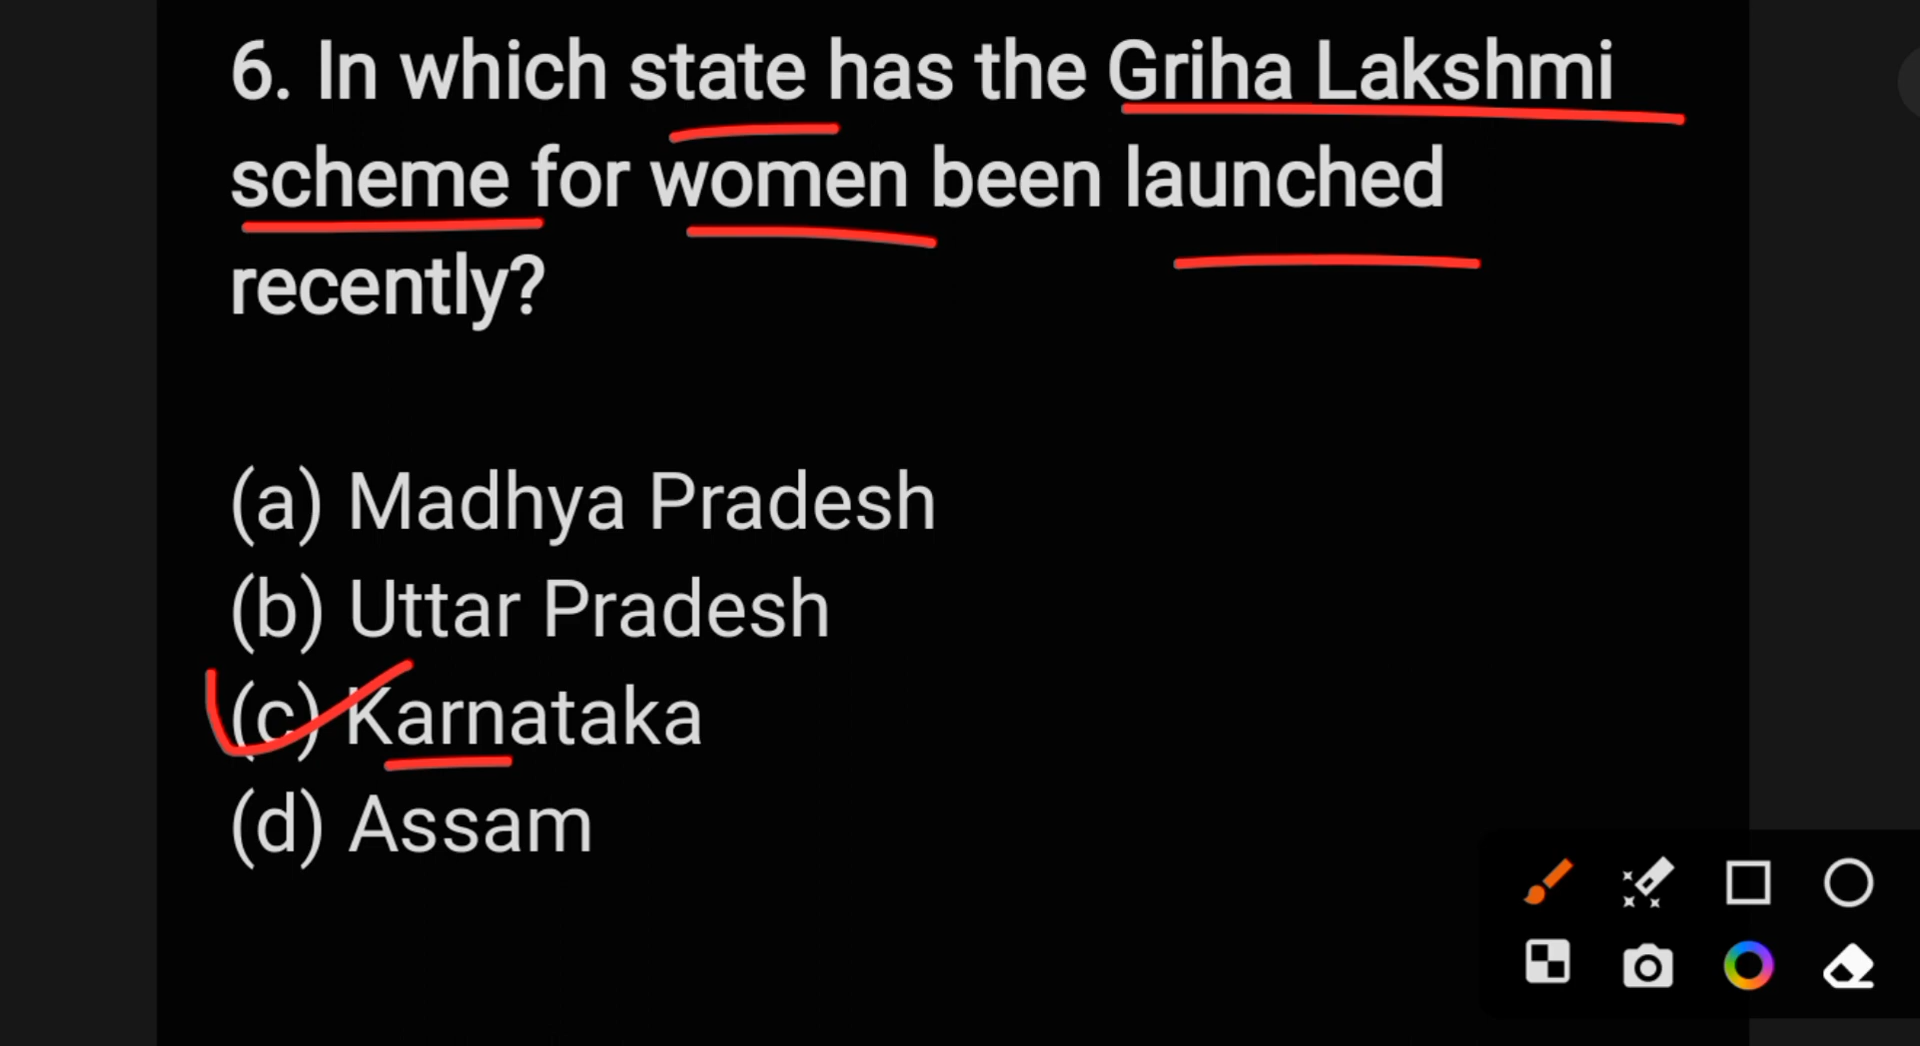 6. In which state has the Griha Lakshmi
scheme for women been launched
recently?
(a) Madhya Pradesh
(b) Uttar Pradesh
(c) Karnataka
(d) Assam